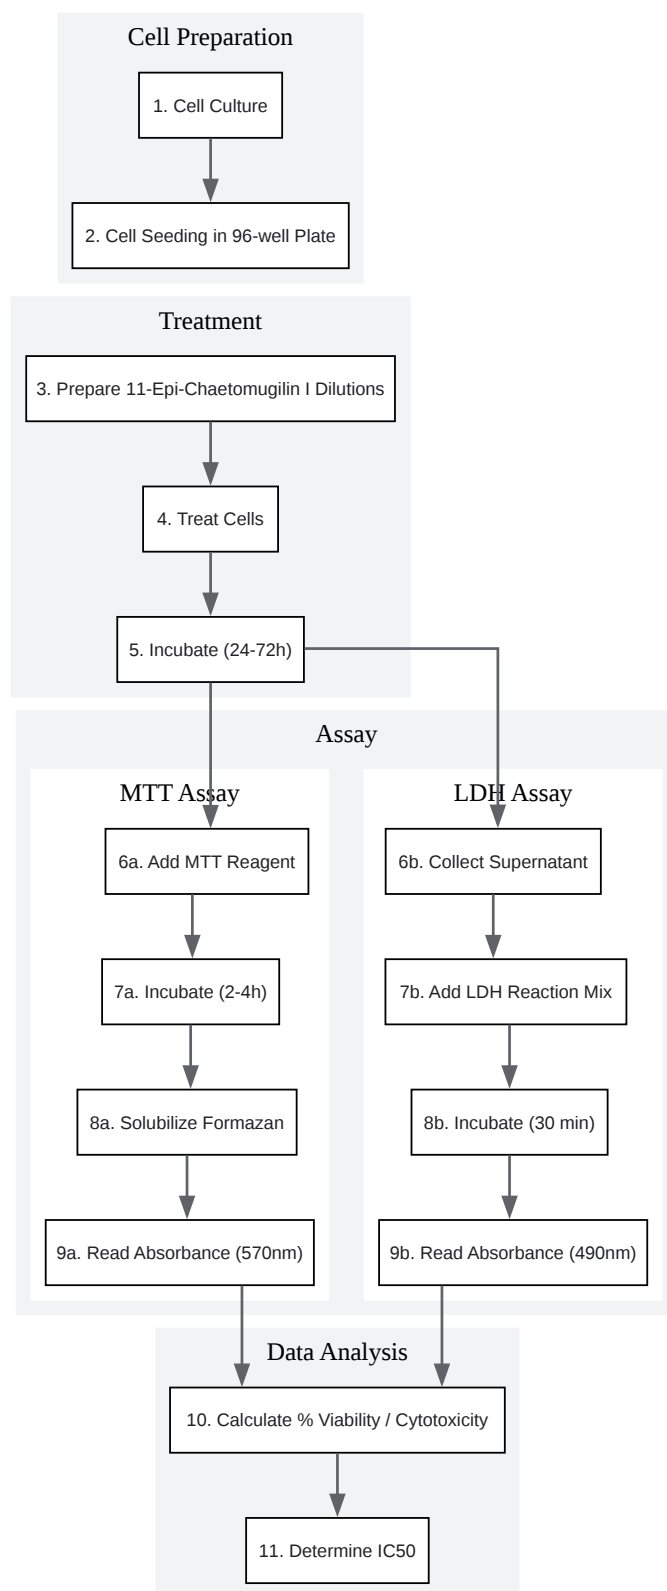 Cell Preparation
1. Cell Culture
2. Cell Seeding in 96-well Plate
Treatment
3. Prepare 11-Epi-Chaetomugilin I Dilutions
4. Treat Cells
5. Incubate (24-72h)
Assay
MTT Assay
6a. Add MTT Reagent
7a. Incubate (2-4h)
8a. Solubilize Formazan
9a. Read Absorbance (570nm)
LDH Assay
6b. Collect Supernatant
7b. Add LDH Reaction Mix
8b. Incubate (30 min)
9b. Read Absorbance (490nm)
Data Analysis
10. Calculate % Viability / Cytotoxicity
11. Determine IC50